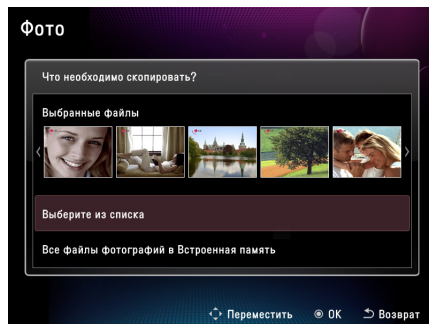 Фото
Что необходимо скопировать?
Выбранные файлы
Выберите из списка
Все файлы фотографий в Встроенная память
Переместить OK Возврат